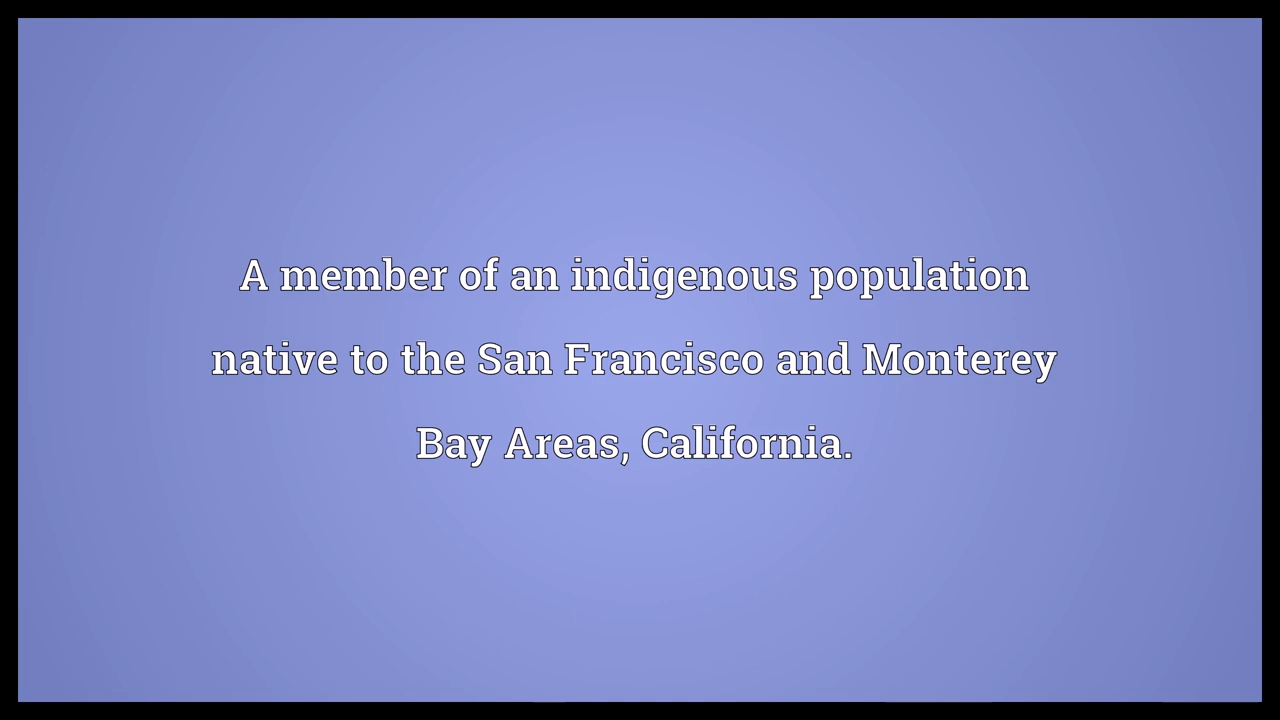 A member of an indigenous population
native to the San Francisco and Monterey
Bay Areas, California.